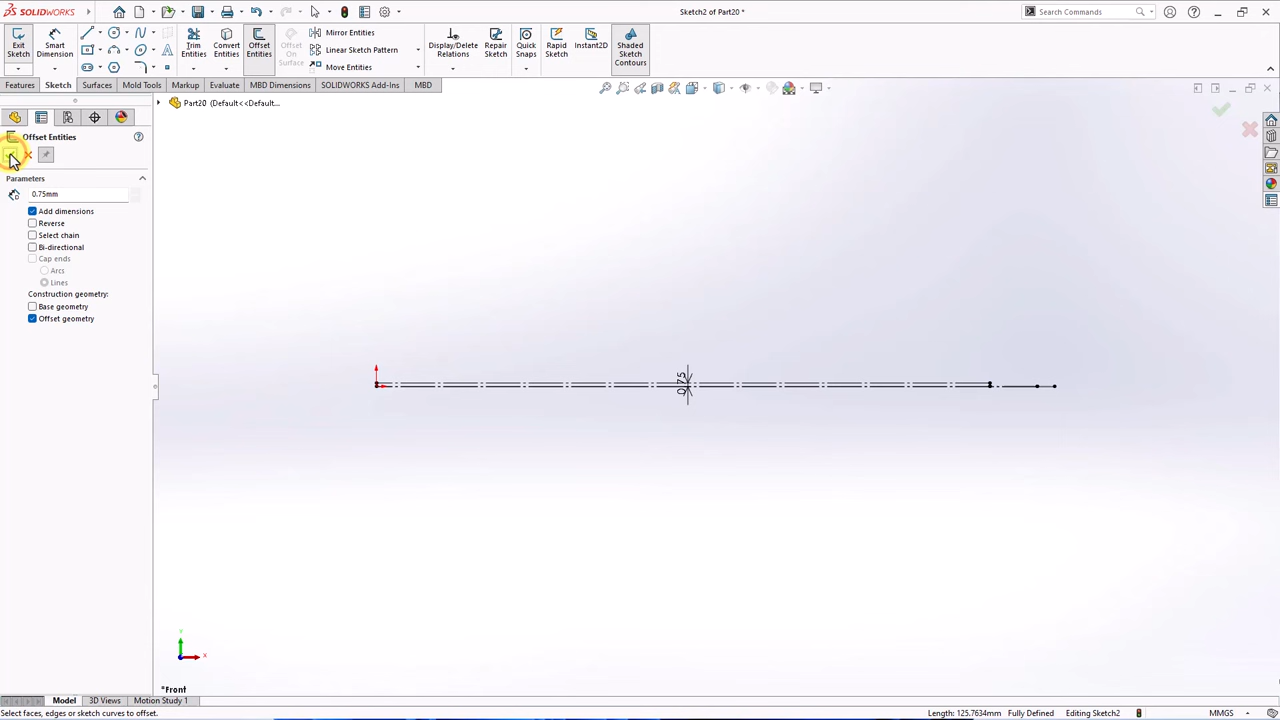 SOLIDWORKS
Sketch2 of Part20 *
Search Commands
Exit Sketch
Smart Dimension
Trim Entities
Convert Entities
Offset Entities
Offset On Surface
Mirror Entities
Linear Sketch Pattern
Move Entities
Display/Delete Relations
Repair Sketch
Quick Snaps
Rapid Sketch
Instant2D
Shaded Sketch Contours
Features
Sketch
Surfaces
Mold Tools
Markup
Evaluate
MBD Dimensions
SOLIDWORKS Add-Ins
MBD
Part20 (Default<<Default...
Offset Entities
Parameters
0.75mm
Add dimensions
Reverse
Select chain
Bi-directional
Cap ends
Arcs
Lines
Construction geometry:
Base geometry
Offset geometry
0.75
Y
X
*Front
Model
3D Views
Motion Study 1
Select faces, edges or sketch curves to offset.
Length: 125.7634mm
Fully Defined
Editing Sketch2
MMGS